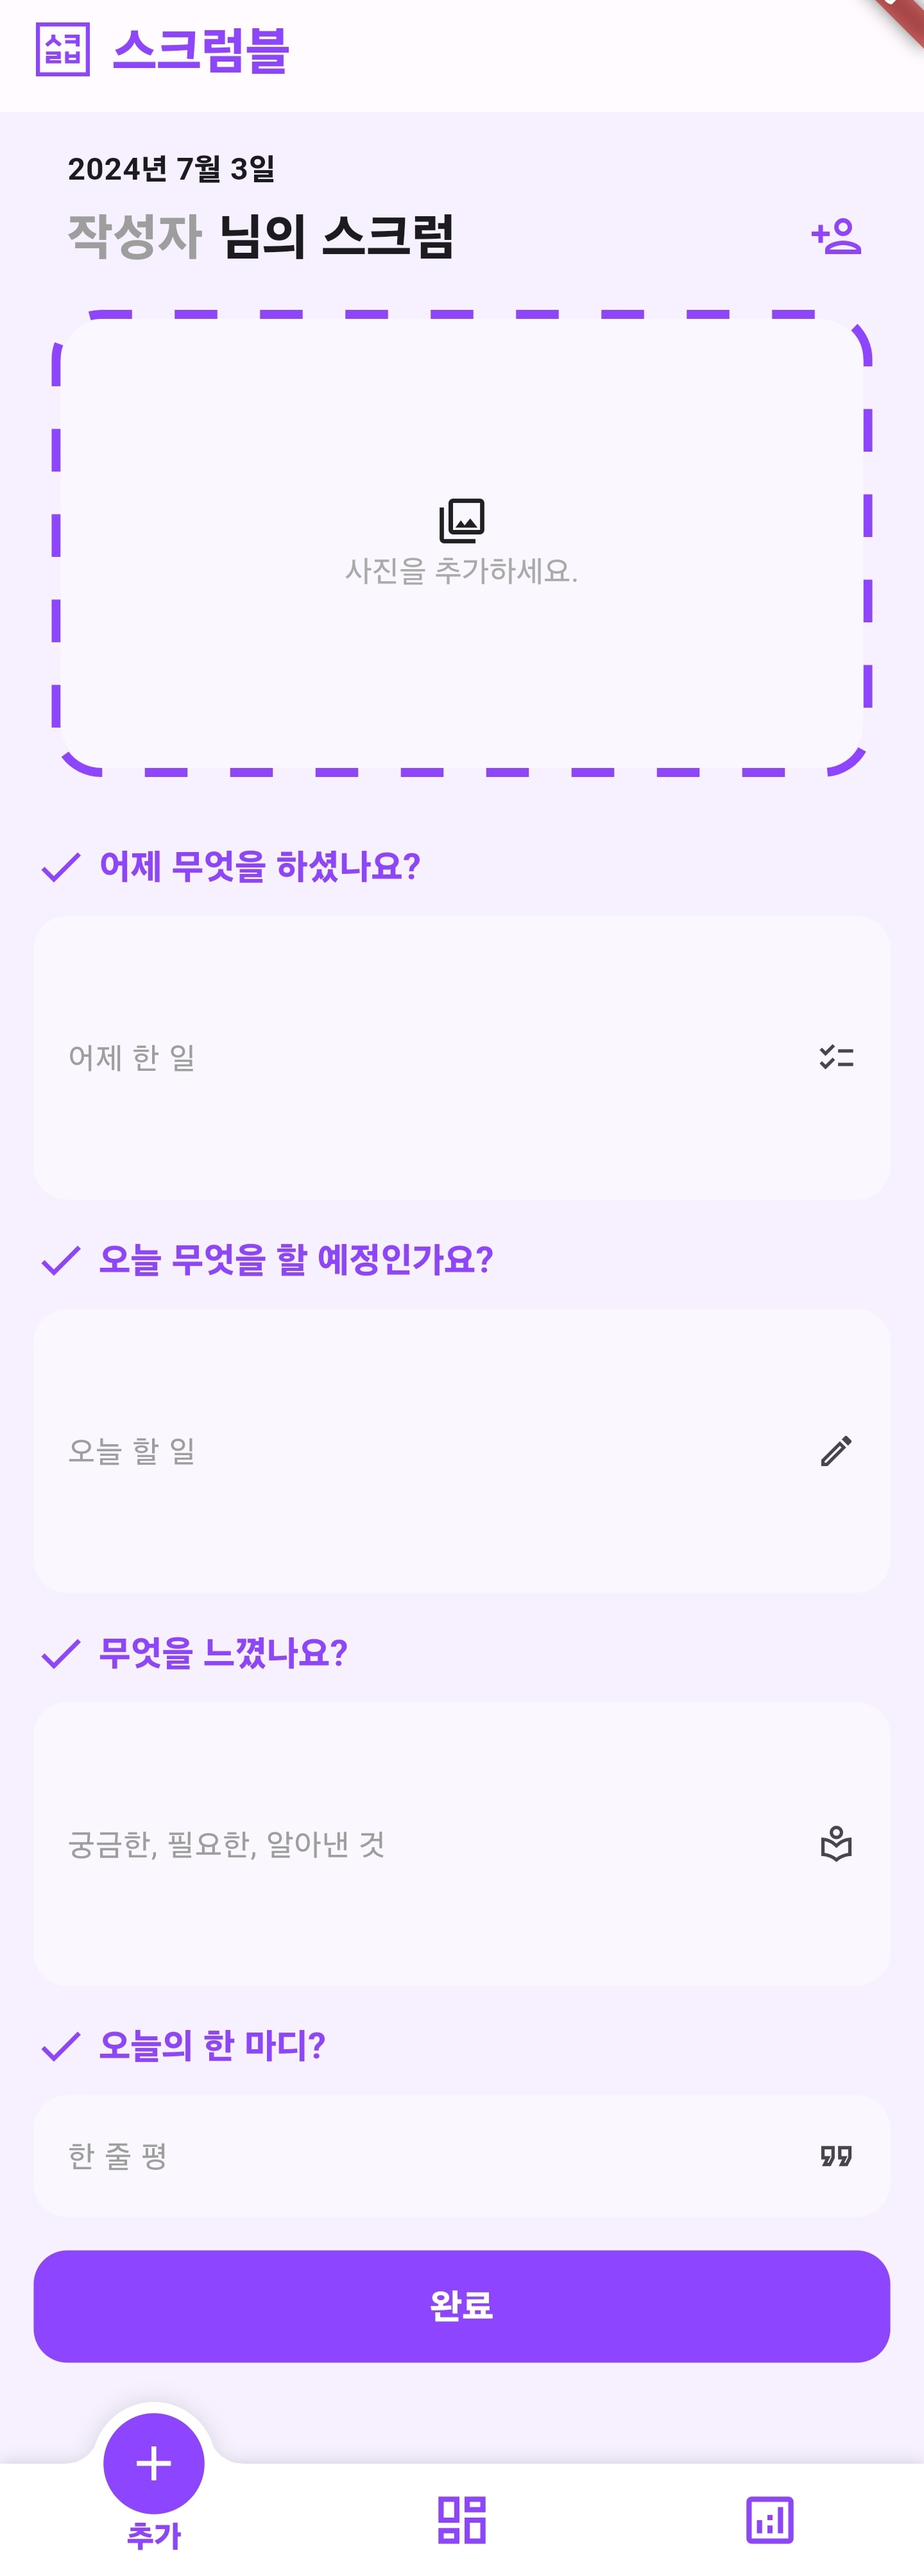 스크럼블
2024년 7월 3일
작성자 님의 스크럼
사진을 추가하세요.
어제 무엇을 하셨나요?
어제 한 일
오늘 무엇을 할 예정인가요?
오늘 할 일
무엇을 느꼈나요?
궁금한, 필요한, 알아낸 것
오늘의 한 마디?
한 줄 평
완료
추가